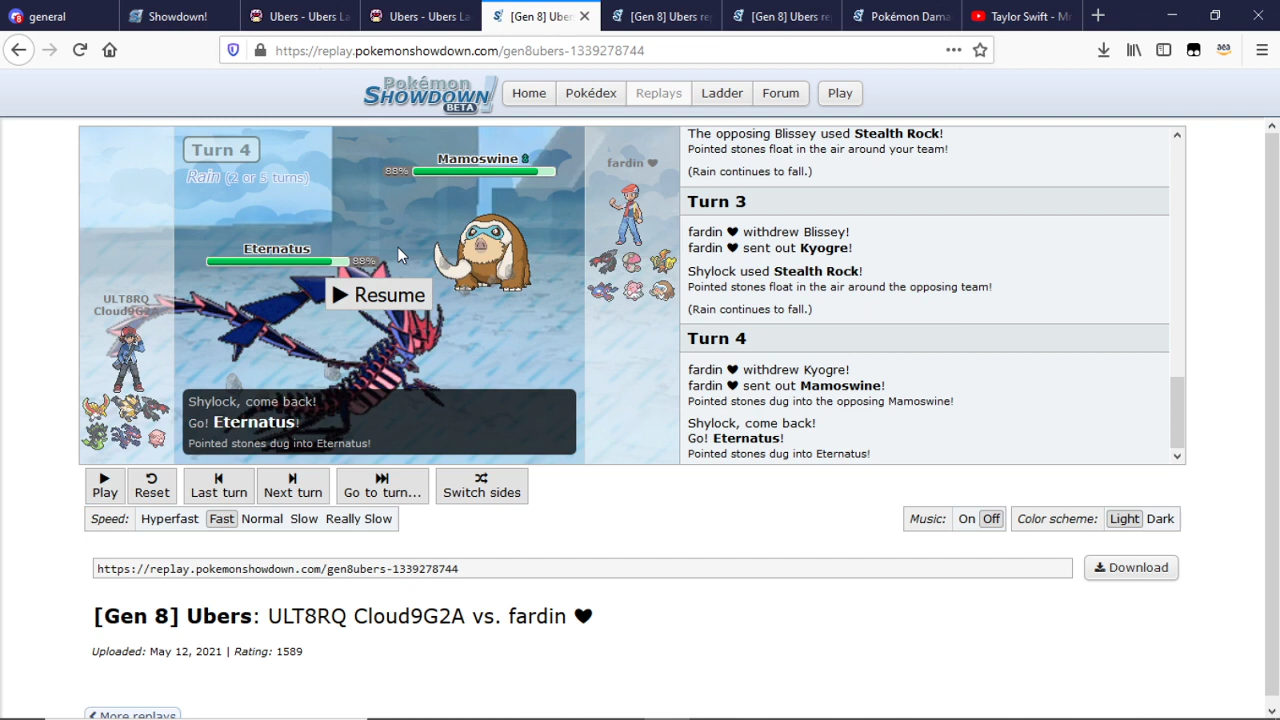 general
Showdown!
Ubers - Ubers La
Ubers - Ubers La
[Gen 8] Uber
[Gen 8] Ubers re
[Gen 8] Ubers re
Pokémon Dama
Taylor Swift - Mr
https://replay.pokemonshowdown.com/gen8ubers-1339278744
Pokémon
SHOWDOWN!
BETA
Home
Pokédex
Replays
Ladder
Forum
Play
Turn 4
Rain (2 or 5 turns)
Mamoswine
88%
Eternatus
88%
Resume
ULT8RQ
Cloud9G2A
fardin ♥
Shylock, come back!
Go! Eternatus!
Pointed stones dug into Eternatus!
The opposing Blissey used Stealth Rock!
Pointed stones float in the air around your team!
(Rain continues to fall.)
Turn 3
fardin ♥ withdrew Blissey!
fardin ♥ sent out Kyogre!
Shylock used Stealth Rock!
Pointed stones float in the air around the opposing team!
(Rain continues to fall.)
Turn 4
fardin ♥ withdrew Kyogre!
fardin ♥ sent out Mamoswine!
Pointed stones dug into the opposing Mamoswine!
Shylock, come back!
Go! Eternatus!
Pointed stones dug into Eternatus!
Play
Reset
Last turn
Next turn
Go to turn...
Switch sides
Speed: Hyperfast Fast Normal Slow Really Slow
Music: On Off
Color scheme: Light Dark
https://replay.pokemonshowdown.com/gen8ubers-1339278744
Download
[Gen 8] Ubers: ULT8RQ Cloud9G2A vs. fardin ♥
Uploaded: May 12, 2021 | Rating: 1589
More replays